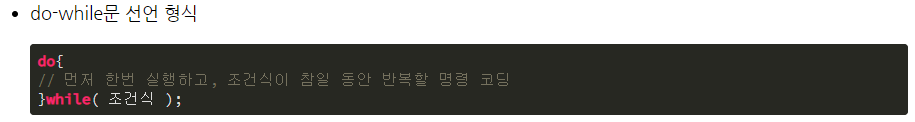 do-while문 선언 형식
do{
// 먼저 한번 실행하고, 조건식이 참일 동안 반복할 명령 코딩
}while( 조건식 );